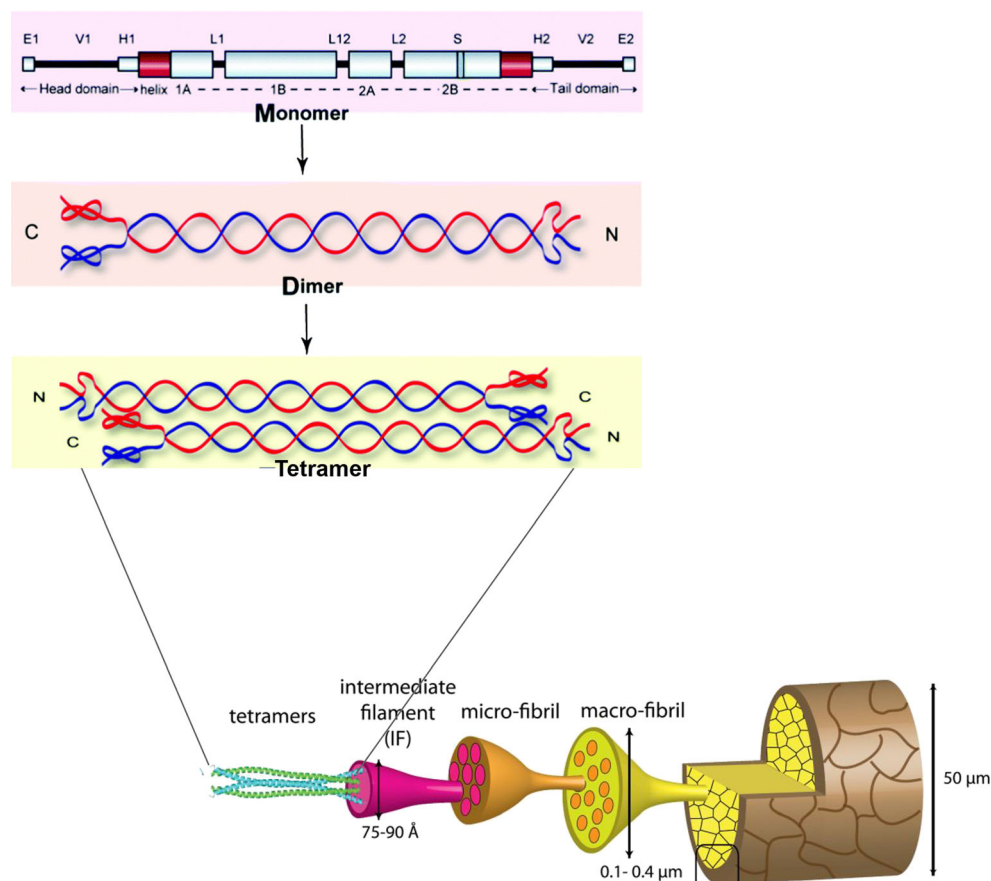 E1 V1 H1 L1 L12 L2 S H2 V2 E2
Head domain helix 1A 1B 2A 2B Tail domain
Monomer
C N
Dimer
N C
C N
Tetramer
tetramers
intermediate
filament
(IF)
micro-fibril
macro-fibril
75-90 Å
0.1- 0.4 µm
50 µm